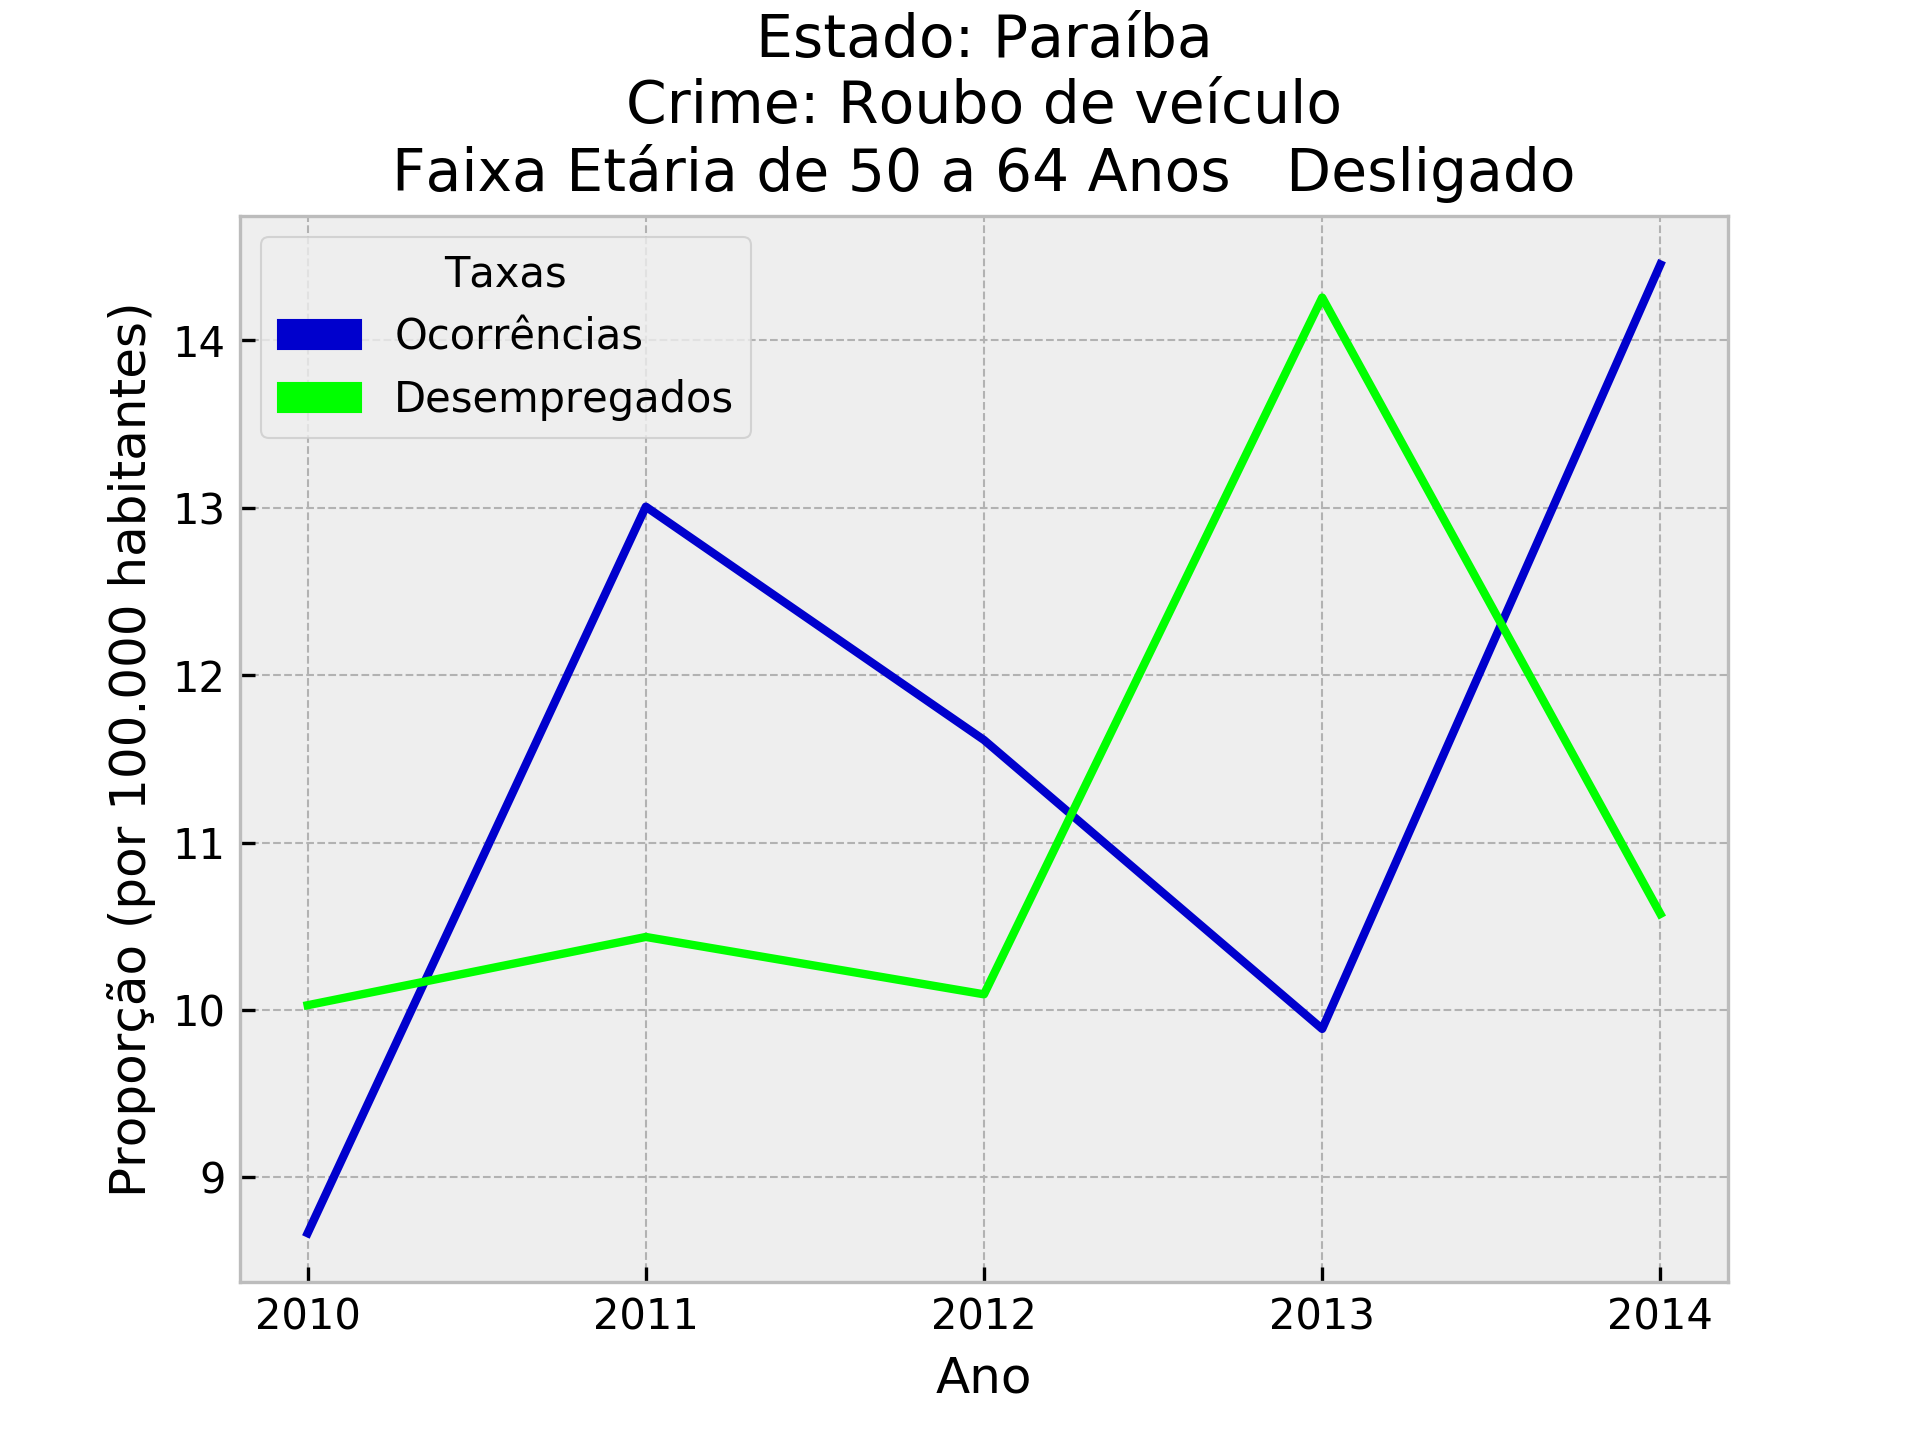 Estado: Paraíba
Crime: Roubo de veículo
Faixa Etária de 50 a 64 Anos   Desligado
Taxas
Ocorrências
Desempregados
Proporção (por 100.000 habitantes)
14
13
12
11
10
9
2010 2011 2012 2013 2014
Ano